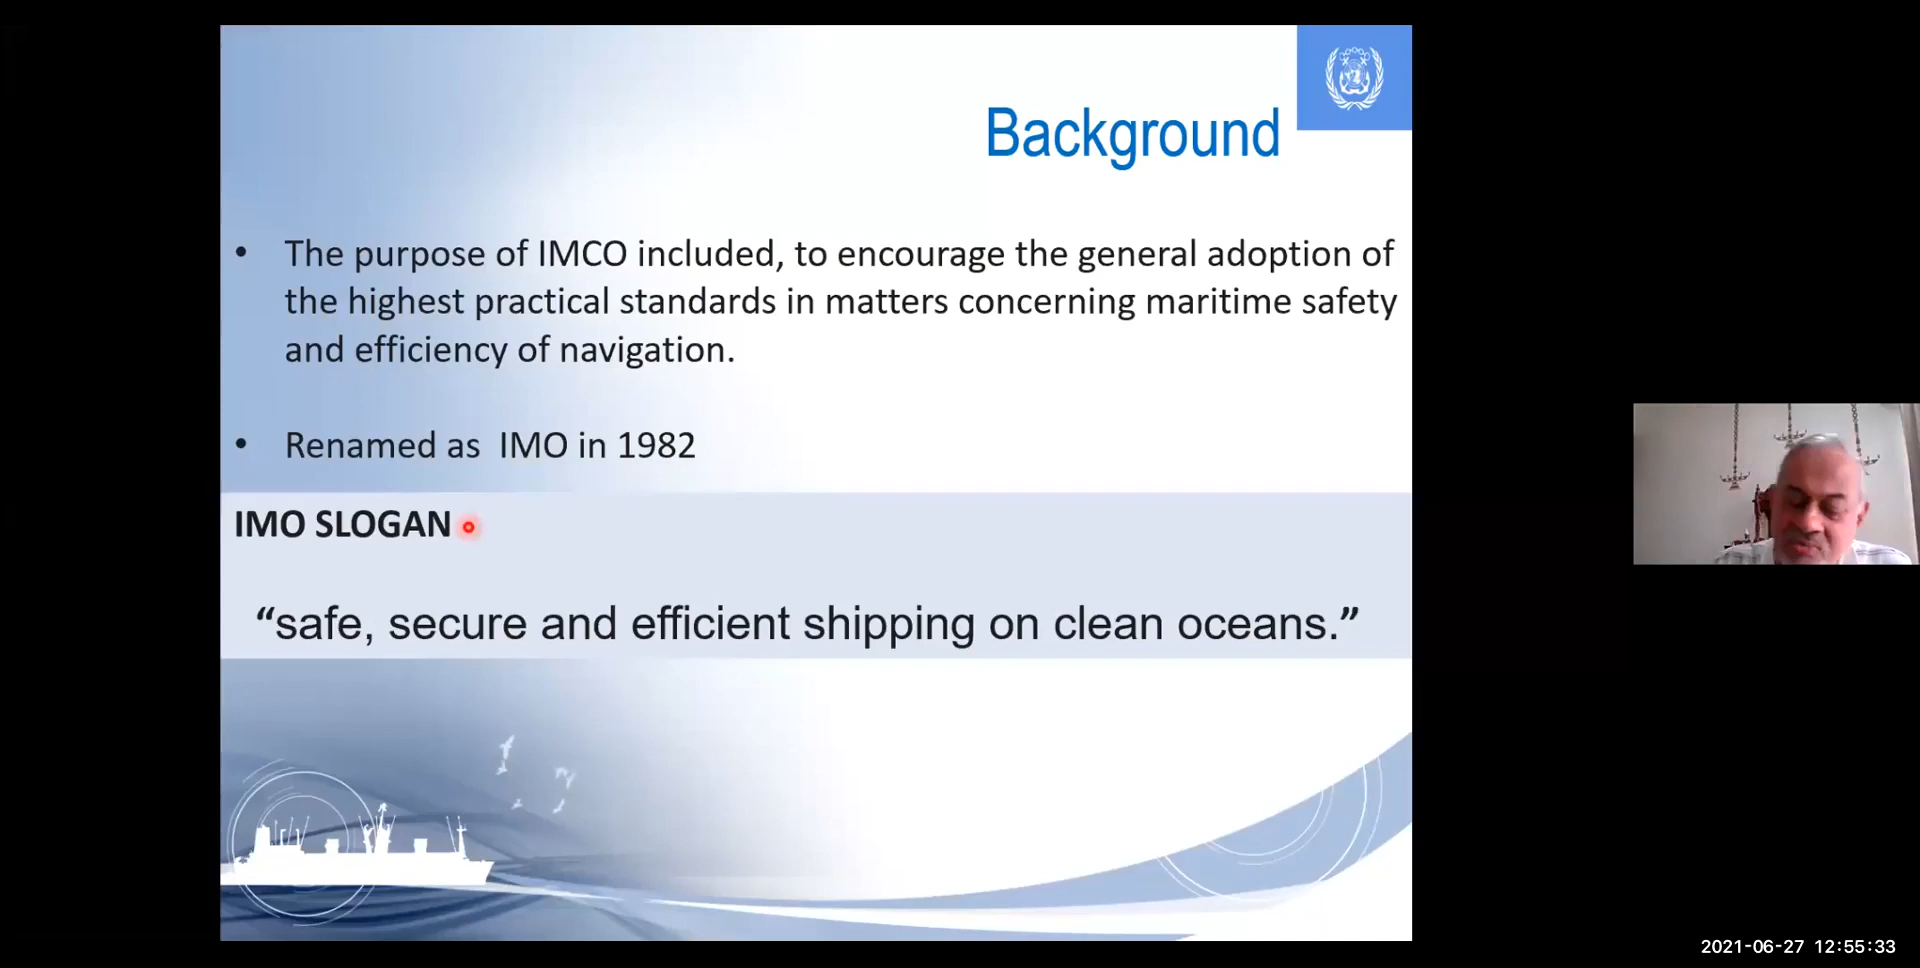 Background
• The purpose of IMCO included, to encourage the general adoption of
the highest practical standards in matters concerning maritime safety
and efficiency of navigation.
• Renamed as IMO in 1982
IMO SLOGAN
“safe, secure and efficient shipping on clean oceans.”
2021-06-27 12:55:33